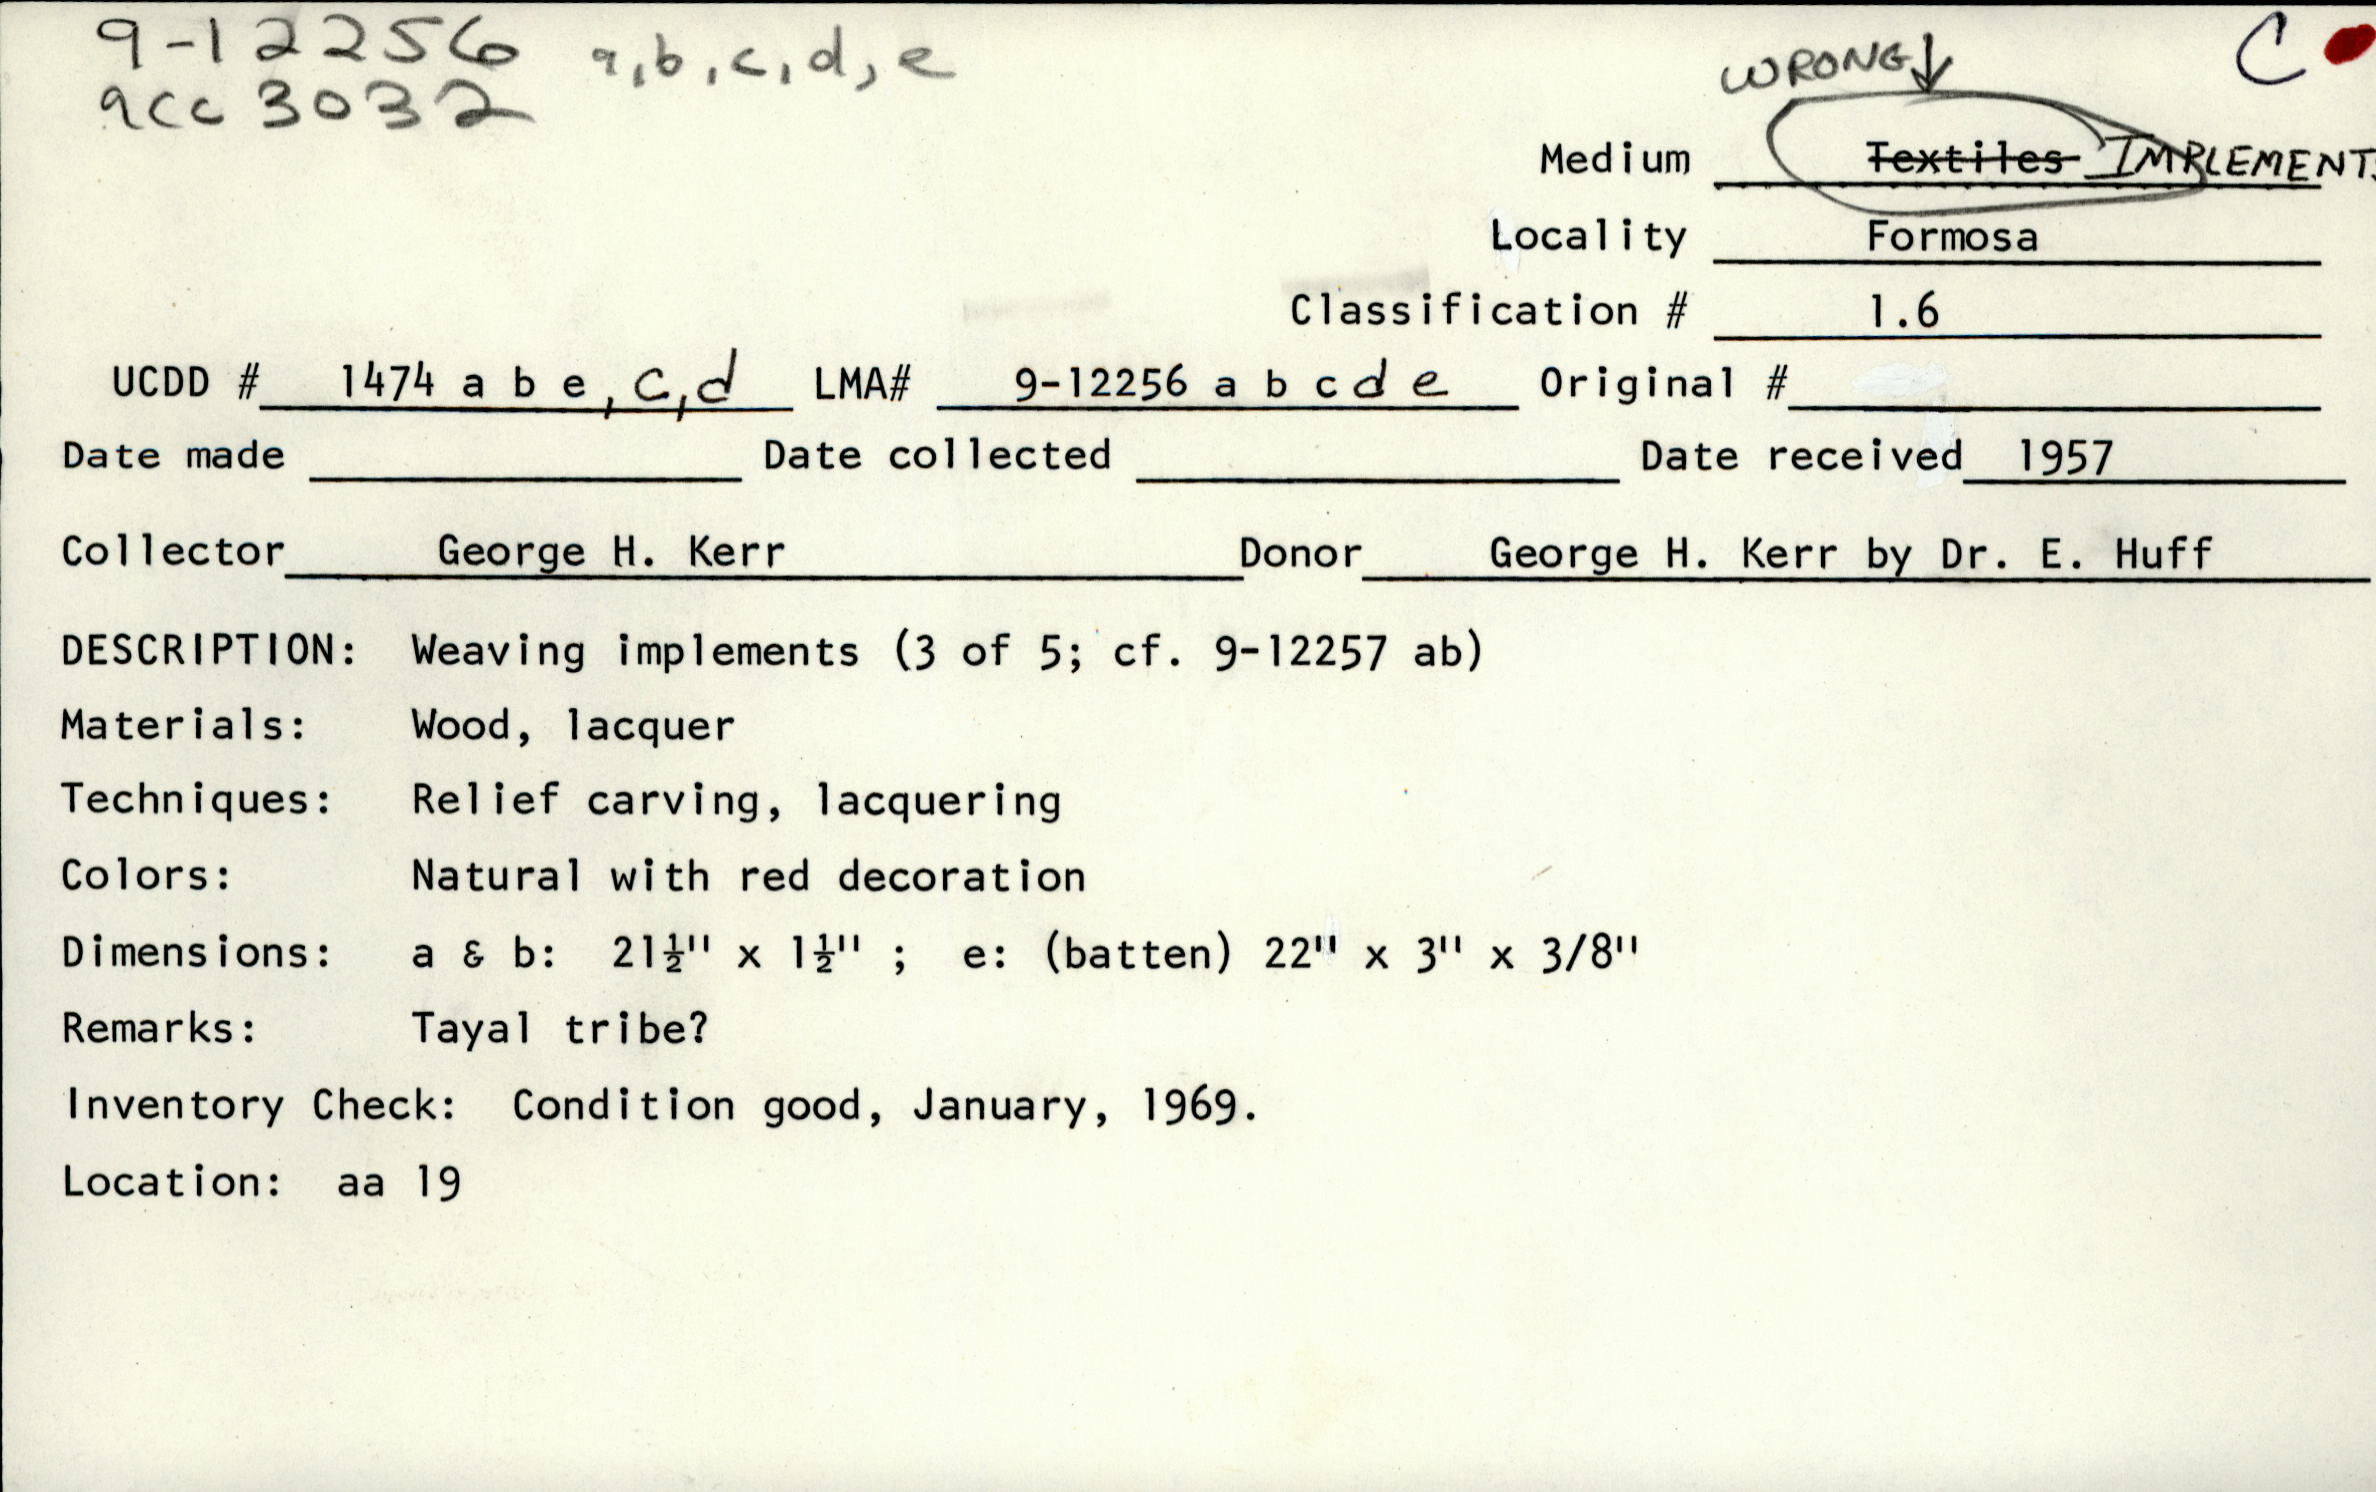 9-12256 a, b, c, d, e
acc 3032
WRONG↓
C
Medium Textiles IMPLEMENTS
Locality Formosa
Classification # 1.6
UCDD # 1474 a b e, c, d LMA# 9-12256 a b c d e Original #
Date made Date collected Date received 1957
Collector George H. Kerr Donor George H. Kerr by Dr. E. Huff
DESCRIPTION: Weaving implements (3 of 5; cf. 9-12257 ab)
Materials: Wood, lacquer
Techniques: Relief carving, lacquering
Colors: Natural with red decoration
Dimensions: a & b: 21½" x 1½" ; e: (batten) 22" x 3" x 3/8"
Remarks: Tayal tribe?
Inventory Check: Condition good, January, 1969.
Location: aa 19